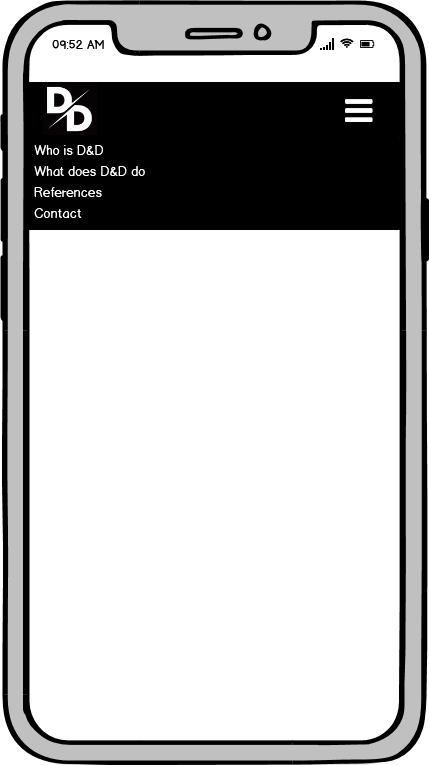 09:52 AM
D/D
Who is D&D
What does D&D do
References
Contact